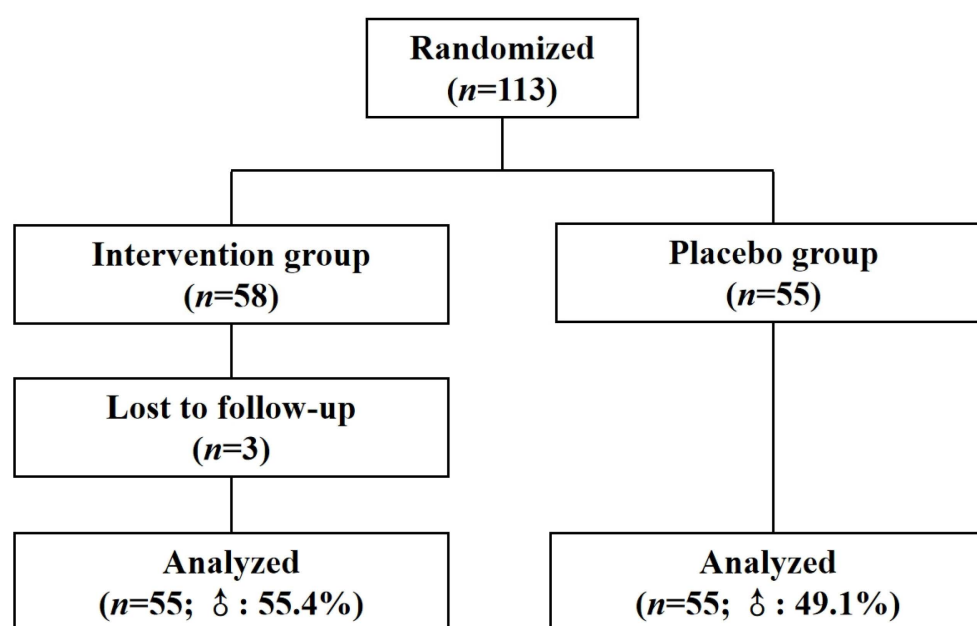 Randomized
(n=113)
Intervention group
(n=58)
Placebo group
(n=55)
Lost to follow-up
(n=3)
Analyzed
(n=55; ♂: 55.4%)
Analyzed
(n=55; ♂: 49.1%)